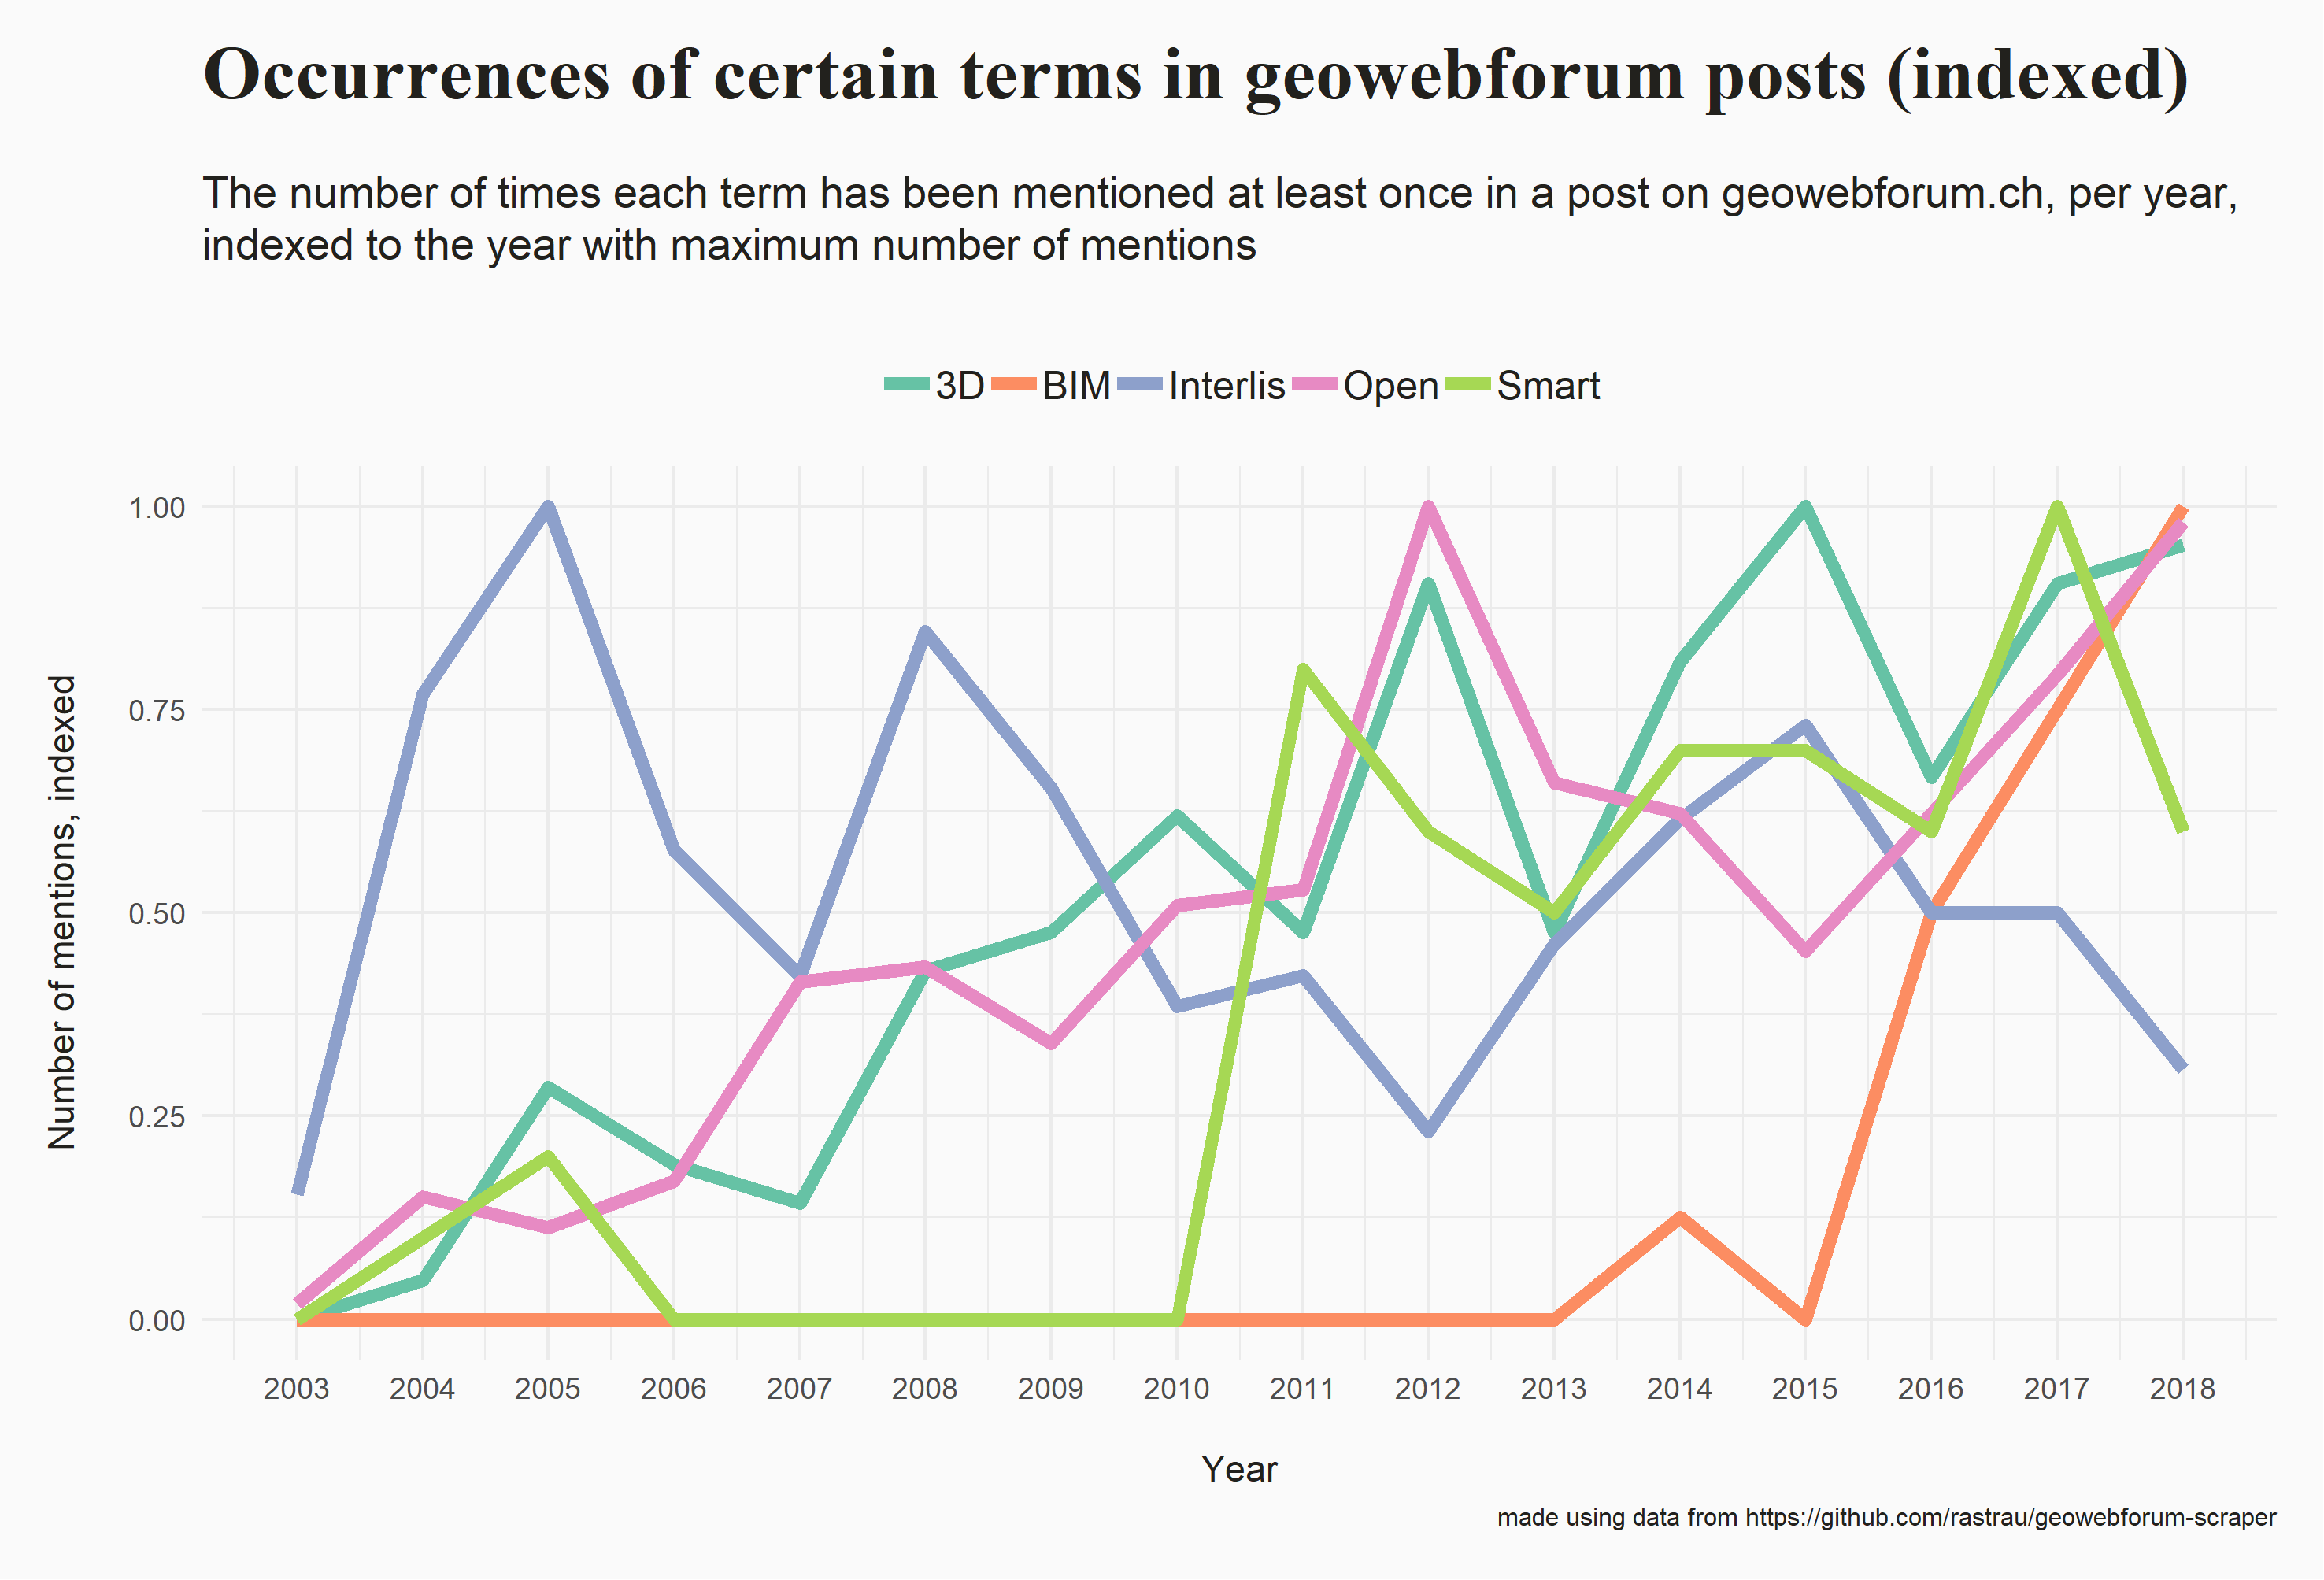 Occurrences of certain terms in geowebforum posts (indexed)
The number of times each term has been mentioned at least once in a post on geowebforum.ch, per year,
indexed to the year with maximum number of mentions
3D BIM Interlis Open Smart
Number of mentions, indexed
1.00
0.75
0.50
0.25
0.00
2003 2004 2005 2006 2007 2008 2009 2010 2011 2012 2013 2014 2015 2016 2017 2018
Year
made using data from https://github.com/rastrau/geowebforum-scraper